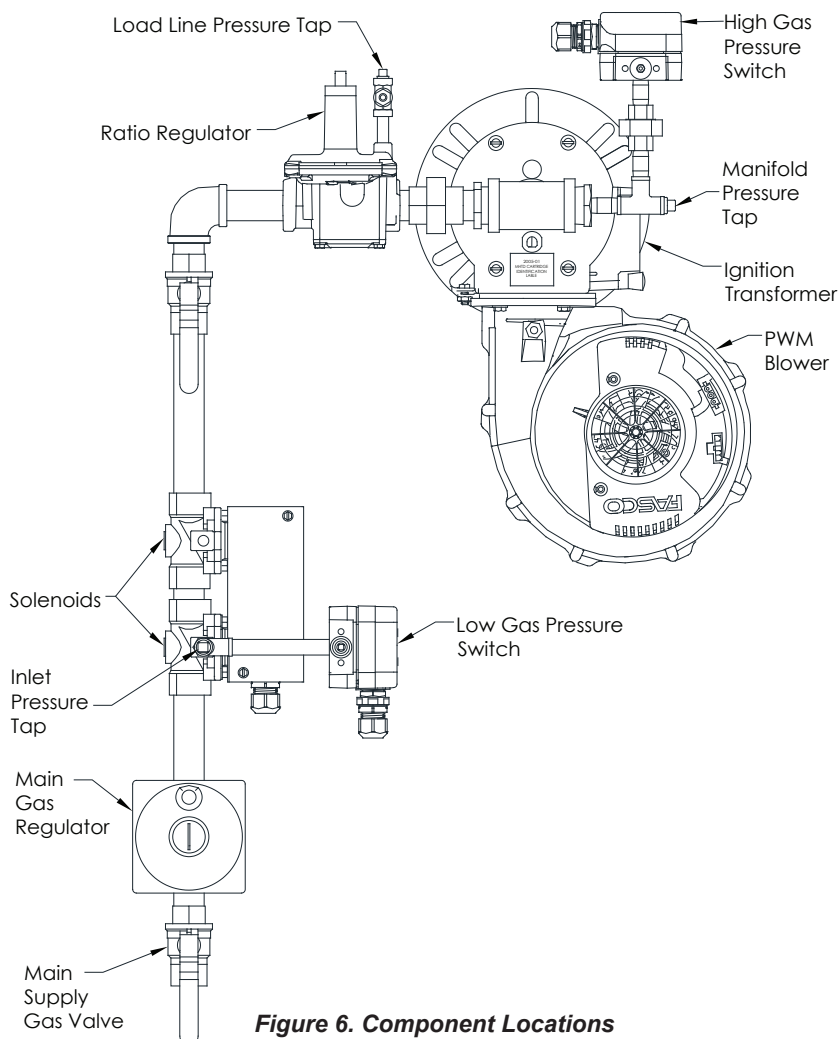 Load Line Pressure Tap
High Gas
Pressure
Switch
Ratio Regulator
Manifold
Pressure
Tap
Ignition
Transformer
PWM
Blower
FASCO
Solenoids
Low Gas Pressure
Switch
Inlet
Pressure
Tap
Main
Gas
Regulator
Main
Supply
Gas Valve
Figure 6. Component Locations